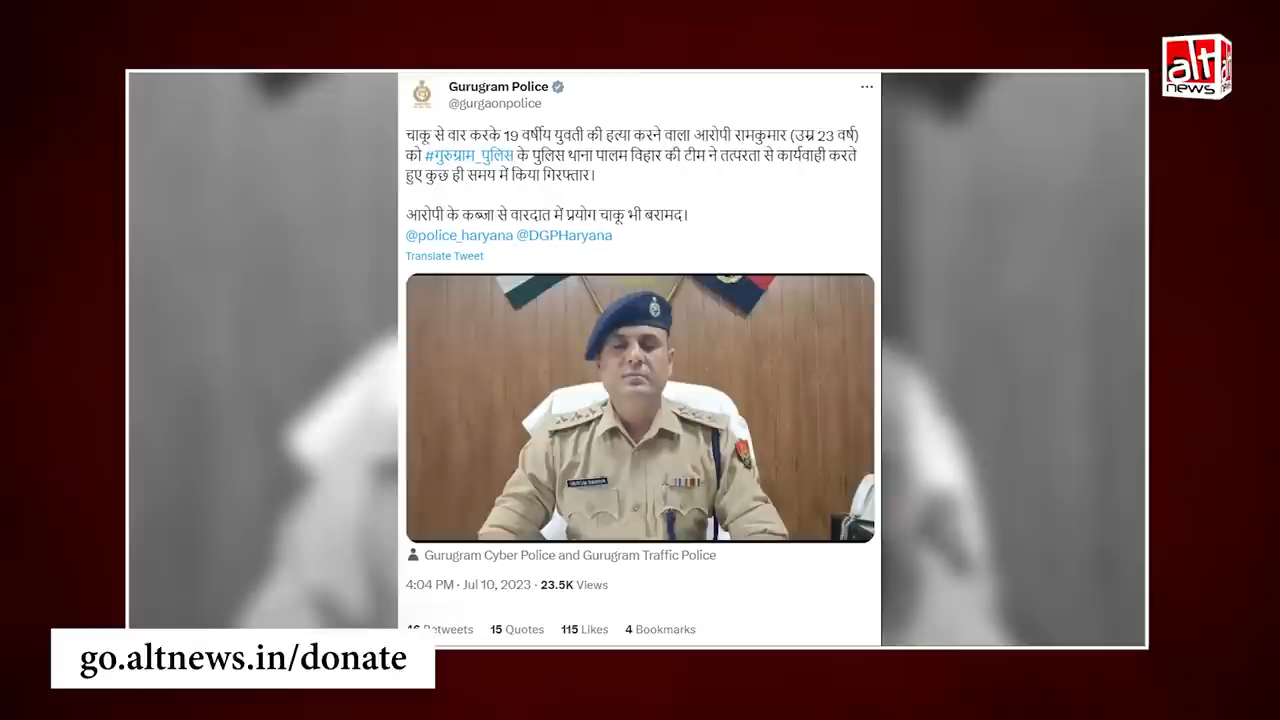 alt
news
Gurugram Police
@gurgaonpolice
चाकू से वार करके 19 वर्षीय युवती की हत्या करने वाला आरोपी रामकुमार (उम्र 23 वर्ष)
को #गुरुग्राम_पुलिस के पुलिस थाना पालम विहार की टीम ने तत्परता से कार्यवाही करते
हुए कुछ ही समय में किया गिरफ्तार।
आरोपी के कब्जा से वारदात में प्रयोग चाकू भी बरामद।
@police_haryana @DGPHaryana
Translate Tweet
Gurugram Cyber Police and Gurugram Traffic Police
4:04 PM · Jul 10, 2023 · 23.5K Views
16 Retweets 15 Quotes 115 Likes 4 Bookmarks
go.altnews.in/donate